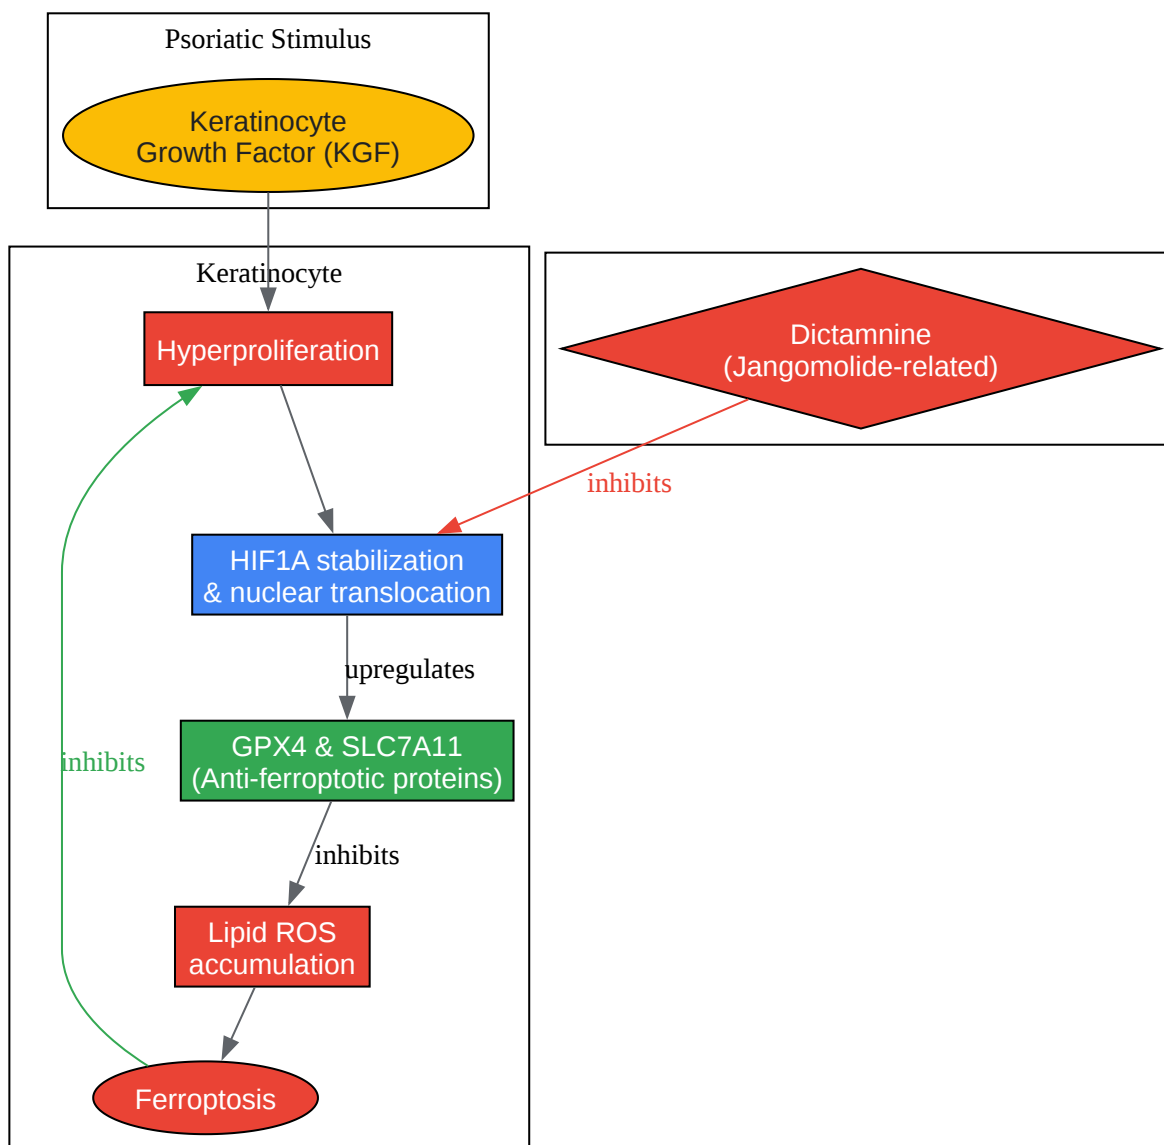 Psoriatic Stimulus
Keratinocyte
Growth Factor (KGF)
Keratinocyte
Hyperproliferation
Dictamnine
(Jangomolide-related)
inhibits
HIF1A stabilization
& nuclear translocation
upregulates
GPX4 & SLC7A11
(Anti-ferroptotic proteins)
inhibits
inhibits
Lipid ROS
accumulation
Ferroptosis